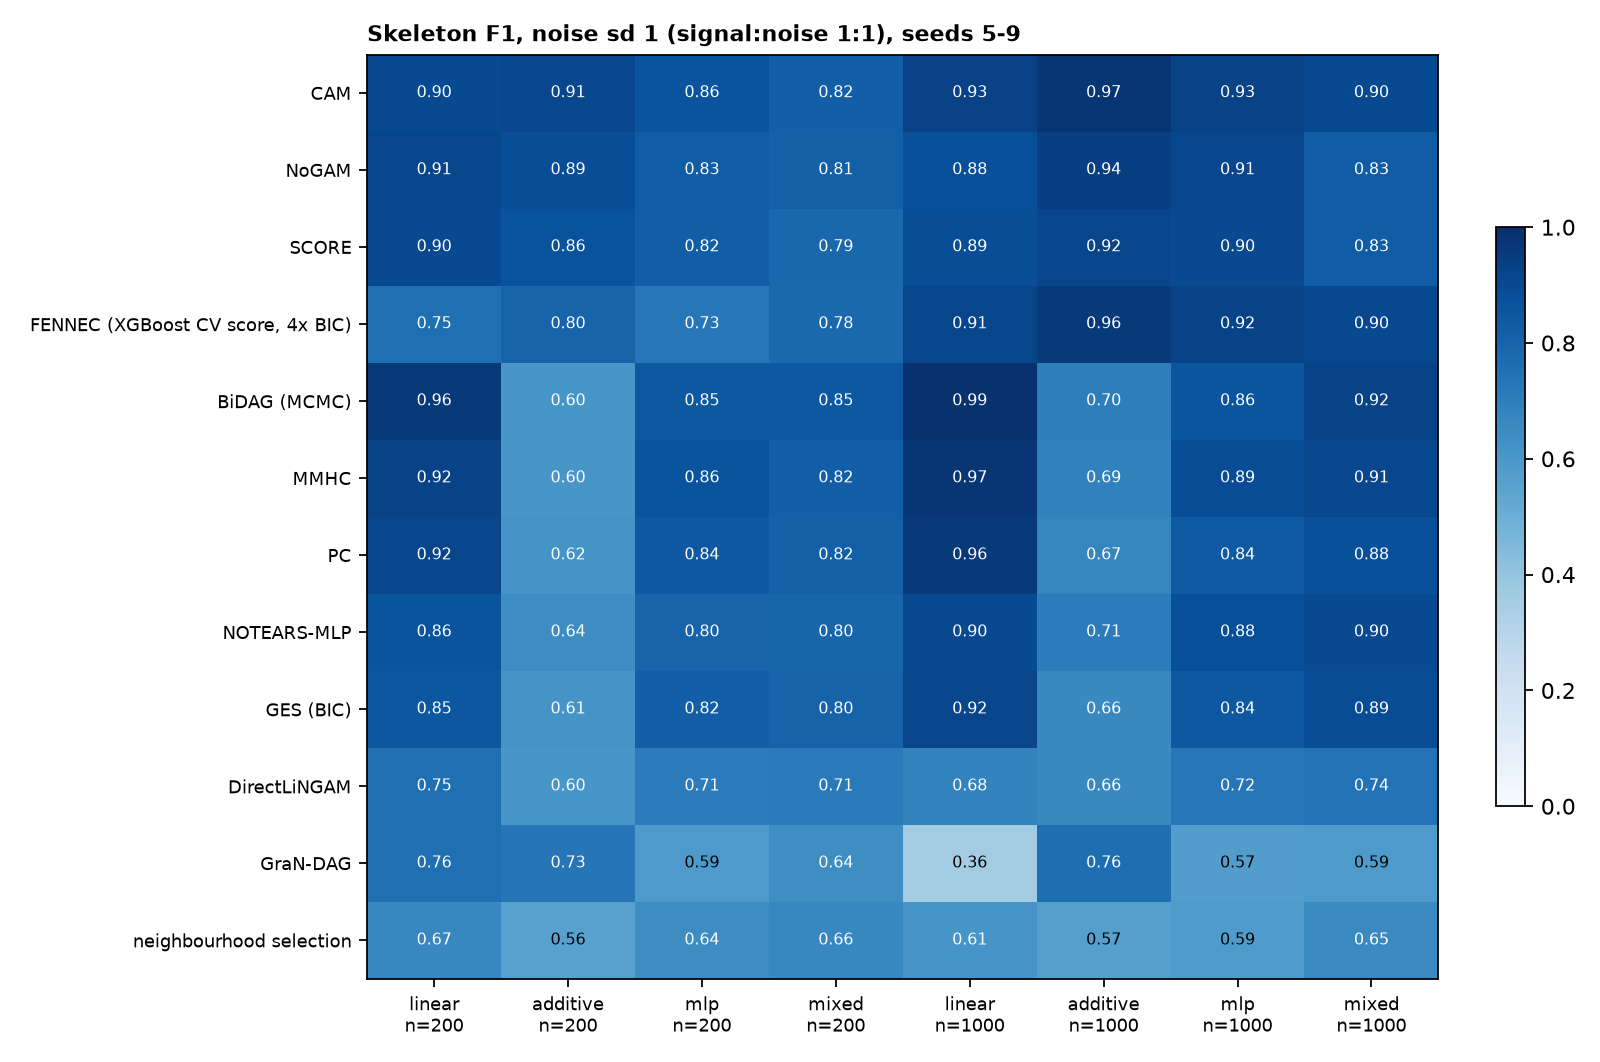 Skeleton F1, noise sd 1 (signal:noise 1:1), seeds 5-9
CAM 0.90 0.91 0.86 0.82 0.93 0.97 0.93 0.90
NoGAM 0.91 0.89 0.83 0.81 0.88 0.94 0.91 0.83
SCORE 0.90 0.86 0.82 0.79 0.89 0.92 0.90 0.83
FENNEC (XGBoost CV score, 4x BIC) 0.75 0.80 0.73 0.78 0.91 0.96 0.92 0.90
BiDAG (MCMC) 0.96 0.60 0.85 0.85 0.99 0.70 0.86 0.92
MMHC 0.92 0.60 0.86 0.82 0.97 0.69 0.89 0.91
PC 0.92 0.62 0.84 0.82 0.96 0.67 0.84 0.88
NOTEARS-MLP 0.86 0.64 0.80 0.80 0.90 0.71 0.88 0.90
GES (BIC) 0.85 0.61 0.82 0.80 0.92 0.66 0.84 0.89
DirectLiNGAM 0.75 0.60 0.71 0.71 0.68 0.66 0.72 0.74
GraN-DAG 0.76 0.73 0.59 0.64 0.36 0.76 0.57 0.59
neighbourhood selection 0.67 0.56 0.64 0.66 0.61 0.57 0.59 0.65
linear additive mlp mixed linear additive mlp mixed
n=200 n=200 n=200 n=200 n=1000 n=1000 n=1000 n=1000
1.0
0.8
0.6
0.4
0.2
0.0